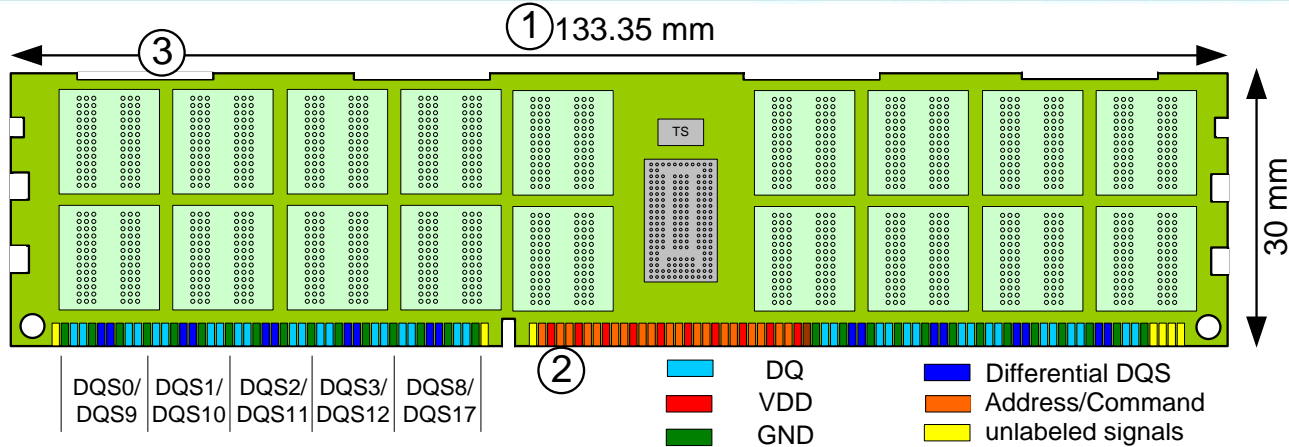 ① 133.35 mm
③
TS
30 mm
②
DQS0/ DQS1/ DQS2/ DQS3/ DQS8/
DQS9 DQS10 DQS11 DQS12 DQS17
DQ
VDD
GND
Differential DQS
Address/Command
unlabeled signals